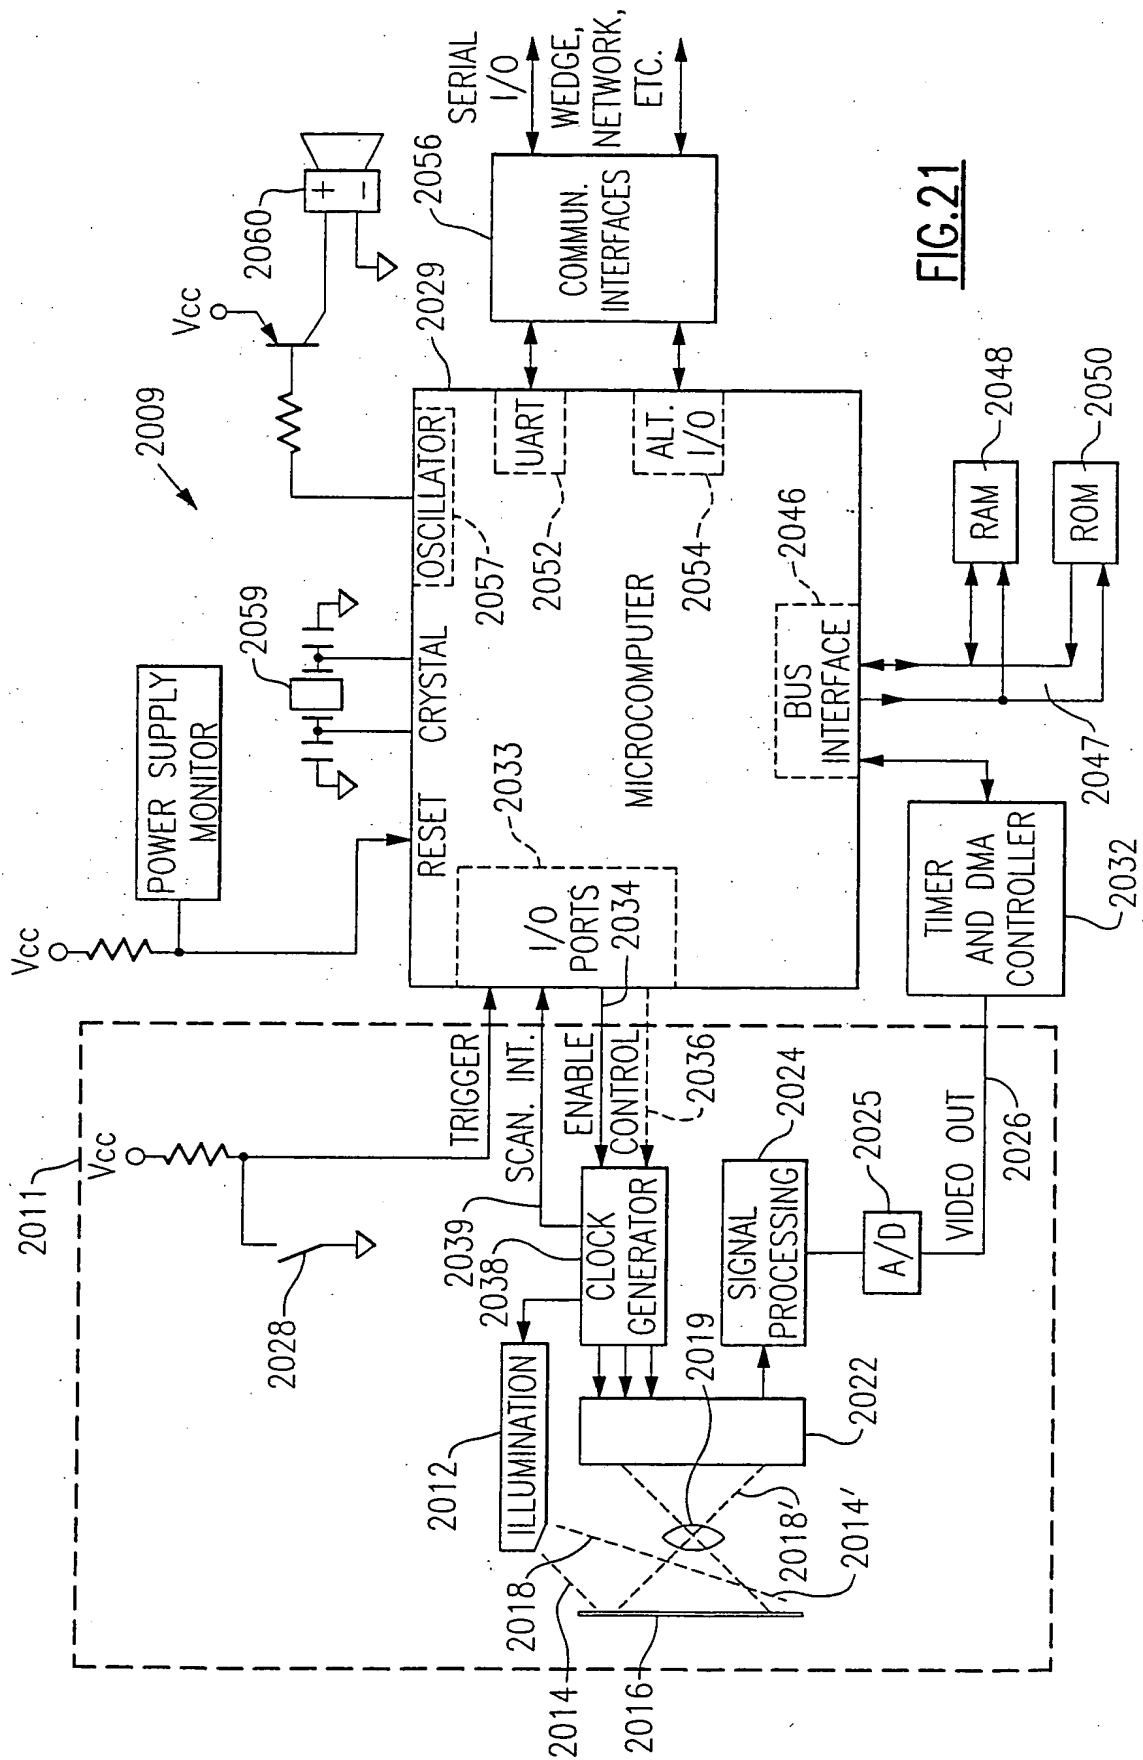 2011
Vcc
2028
TRIGGER
SCAN. INT.
ENABLE
CONTROL
2036
2039
2038
CLOCK
GENERATOR
2012
ILLUMINATION
2018
2014
2016
2019
2018'
2014'
2022
SIGNAL
PROCESSING
2024
2025
A/D
VIDEO OUT
2026
Vcc
POWER SUPPLY
MONITOR
2059
2009
Vcc
2060
+
−
RESET
CRYSTAL
OSCILLATOR
2057
2029
2033
I/O
PORTS
2034
MICROCOMPUTER
UART
2052
ALT.
I/O
2054
2046
BUS
INTERFACE
COMMUN.
INTERFACES
2056
SERIAL
I/O
WEDGE,
NETWORK,
ETC.
TIMER
AND DMA
CONTROLLER
2032
2047
RAM
2048
ROM
2050
FIG.21